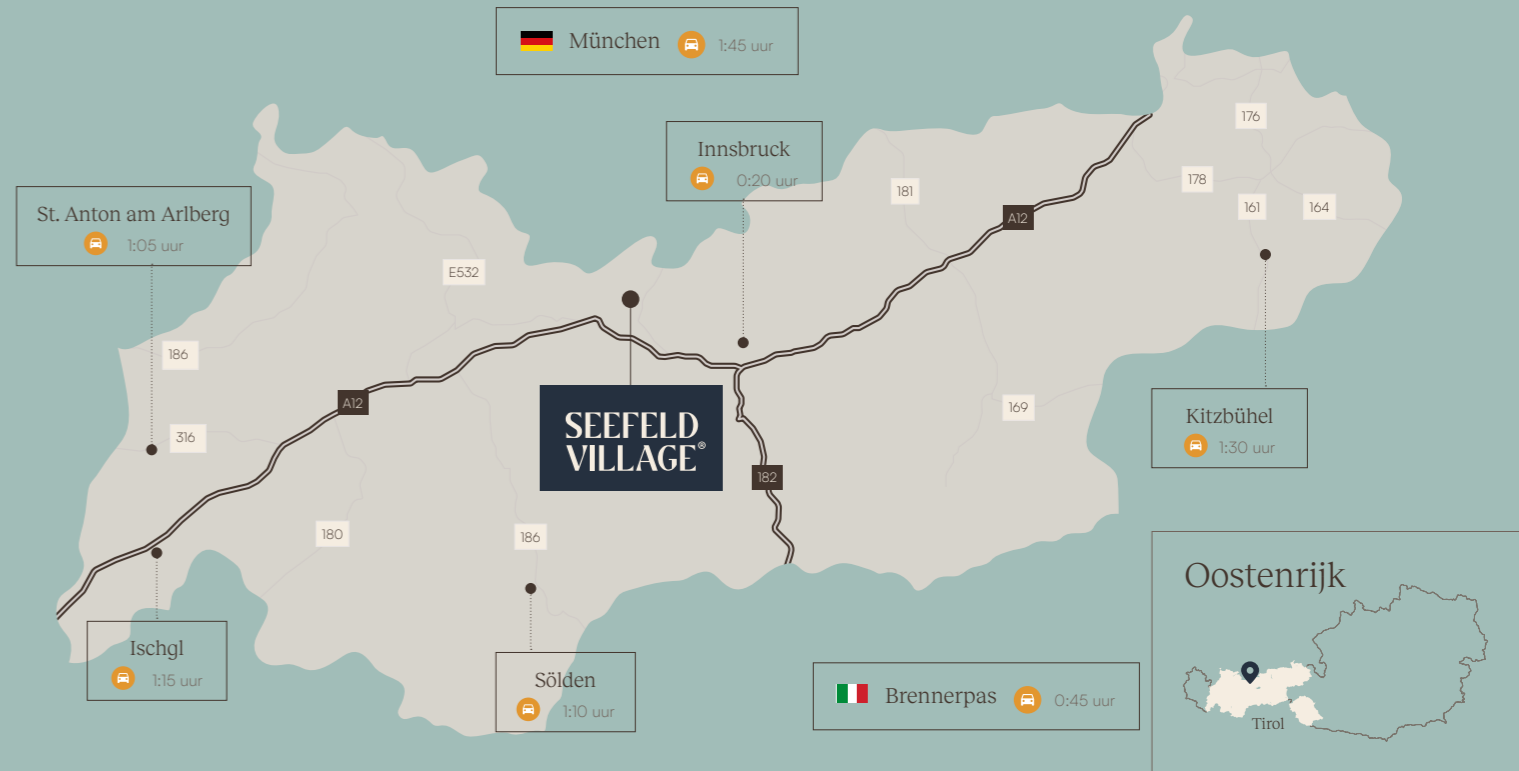 München 1:45 uur
Innsbruck
0:20 uur
176
178
181
161
164
St. Anton am Arlberg
1:05 uur
A12
E532
186
A12
SEEFELD
VILLAGE®
316
169
Kitzbühel
1:30 uur
182
180
186
Oostenrijk
Ischgl
1:15 uur
Sölden
1:10 uur
Brennerpas 0:45 uur
Tirol